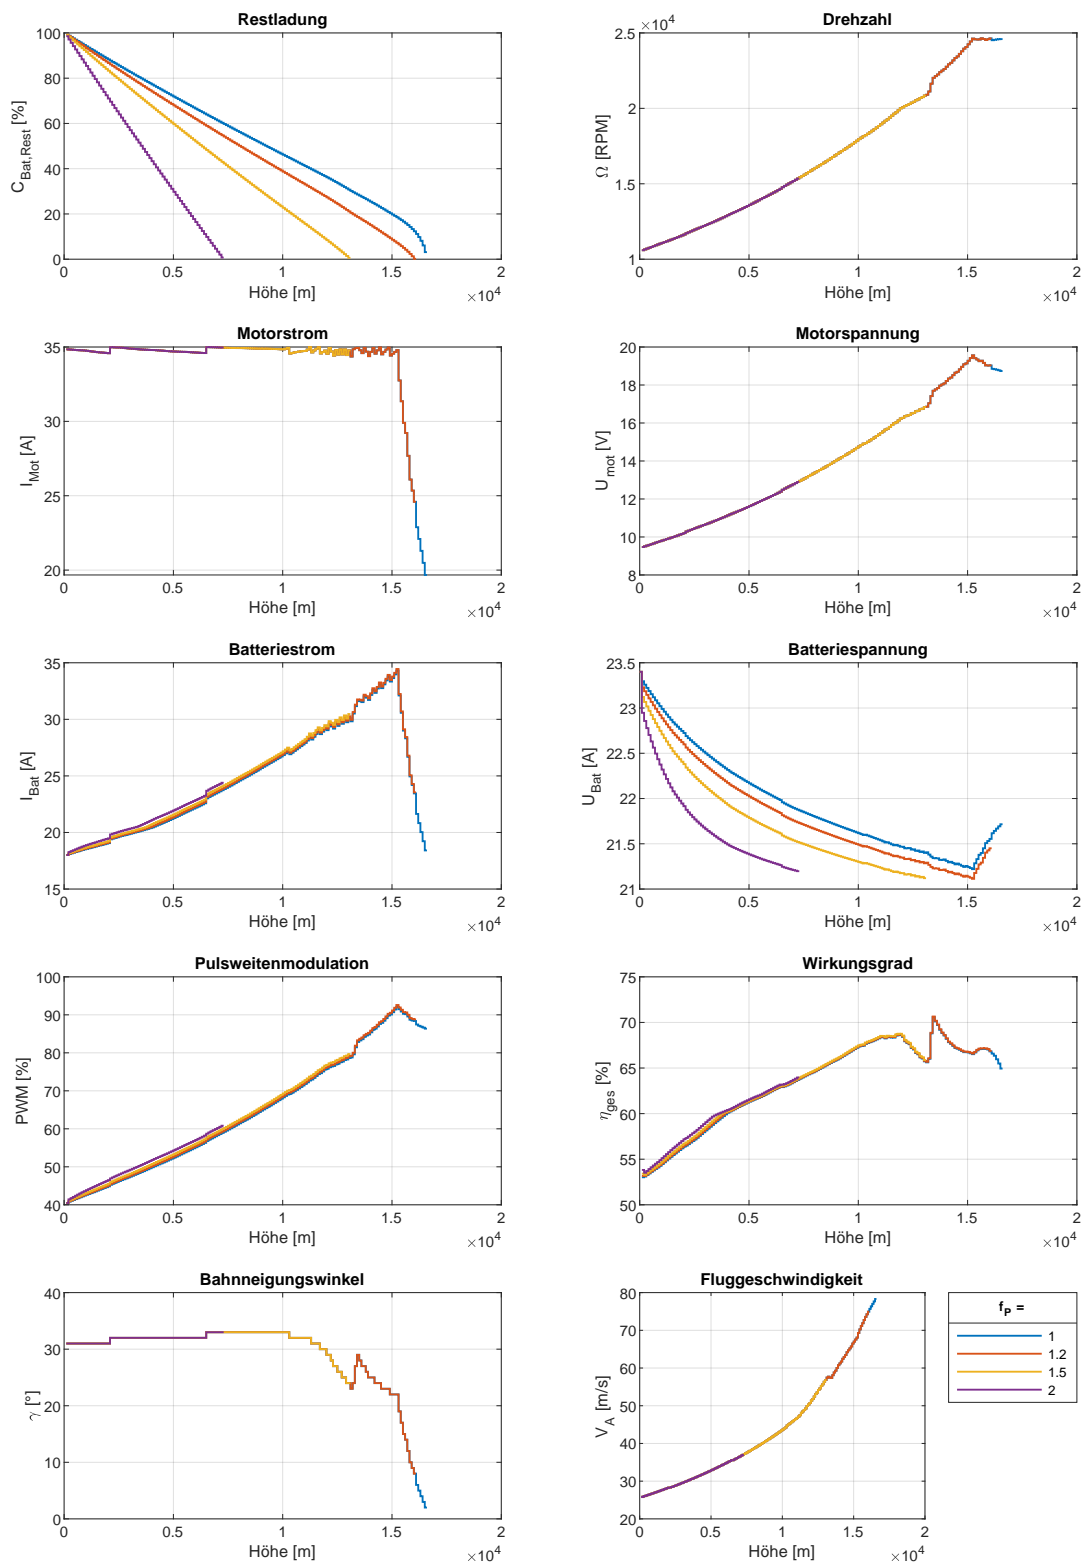 Restladung
C_Bat,Rest [%]
100
80
60
40
20
0
0 0.5 1 1.5 2
Höhe [m]
×10^4
Drehzahl
×10^4
Ω [RPM]
2.5
2
1.5
1
0 0.5 1 1.5 2
Höhe [m]
×10^4
Motorstrom
I_Mot [A]
35
30
25
20
0 0.5 1 1.5 2
Höhe [m]
×10^4
Motorspannung
U_mot [V]
20
18
16
14
12
10
8
0 0.5 1 1.5 2
Höhe [m]
×10^4
Batteriestrom
I_Bat [A]
35
30
25
20
15
0 0.5 1 1.5 2
Höhe [m]
×10^4
Batteriespannung
U_Bat [A]
23.5
23
22.5
22
21.5
21
0 0.5 1 1.5 2
Höhe [m]
×10^4
Pulsweitenmodulation
PWM [%]
100
90
80
70
60
50
40
0 0.5 1 1.5 2
Höhe [m]
×10^4
Wirkungsgrad
η_ges [%]
75
70
65
60
55
50
0 0.5 1 1.5 2
Höhe [m]
×10^4
Bahnneigungswinkel
γ [°]
40
30
20
10
0
0 0.5 1 1.5 2
Höhe [m]
×10^4
Fluggeschwindigkeit
V_A [m/s]
80
70
60
50
40
30
20
0 0.5 1 1.5 2
Höhe [m]
×10^4
f_P =
1
1.2
1.5
2